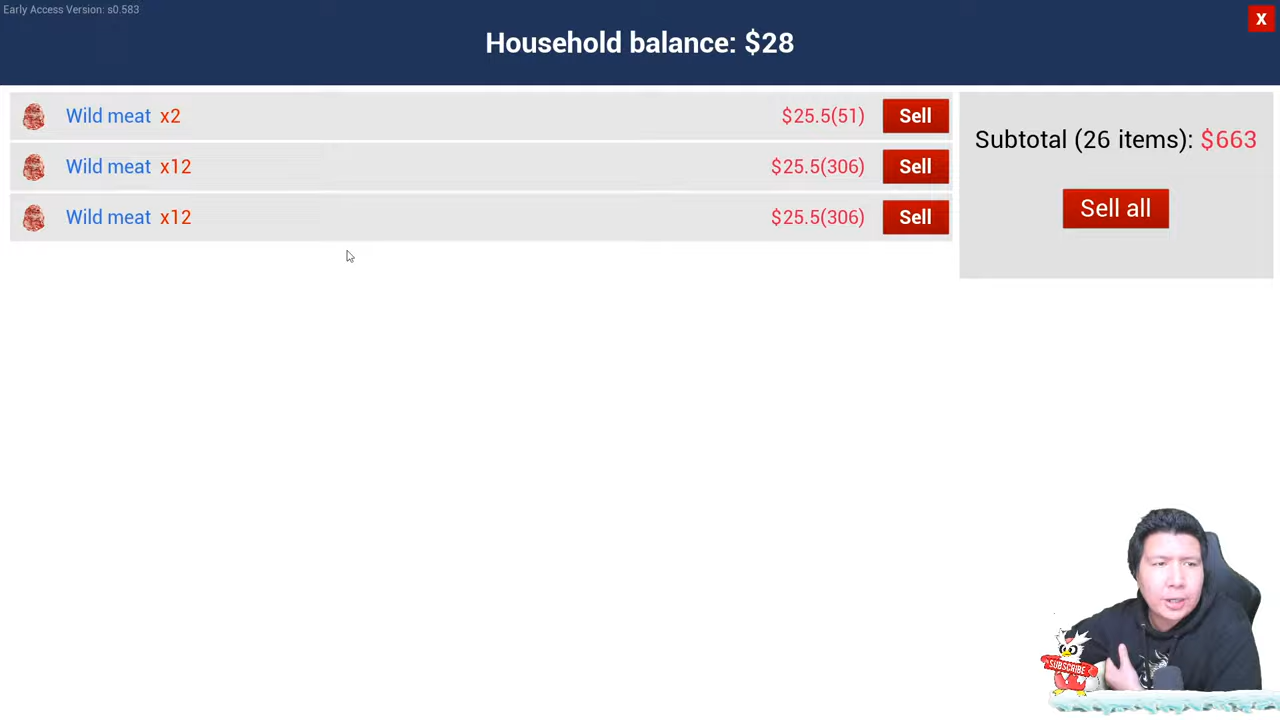 Early Access Version: s0.583
X
Household balance: $28
Wild meat x2 $25.5(51) Sell
Wild meat x12 $25.5(306) Sell
Wild meat x12 $25.5(306) Sell
Subtotal (26 items): $663
Sell all
SUBSCRIBE